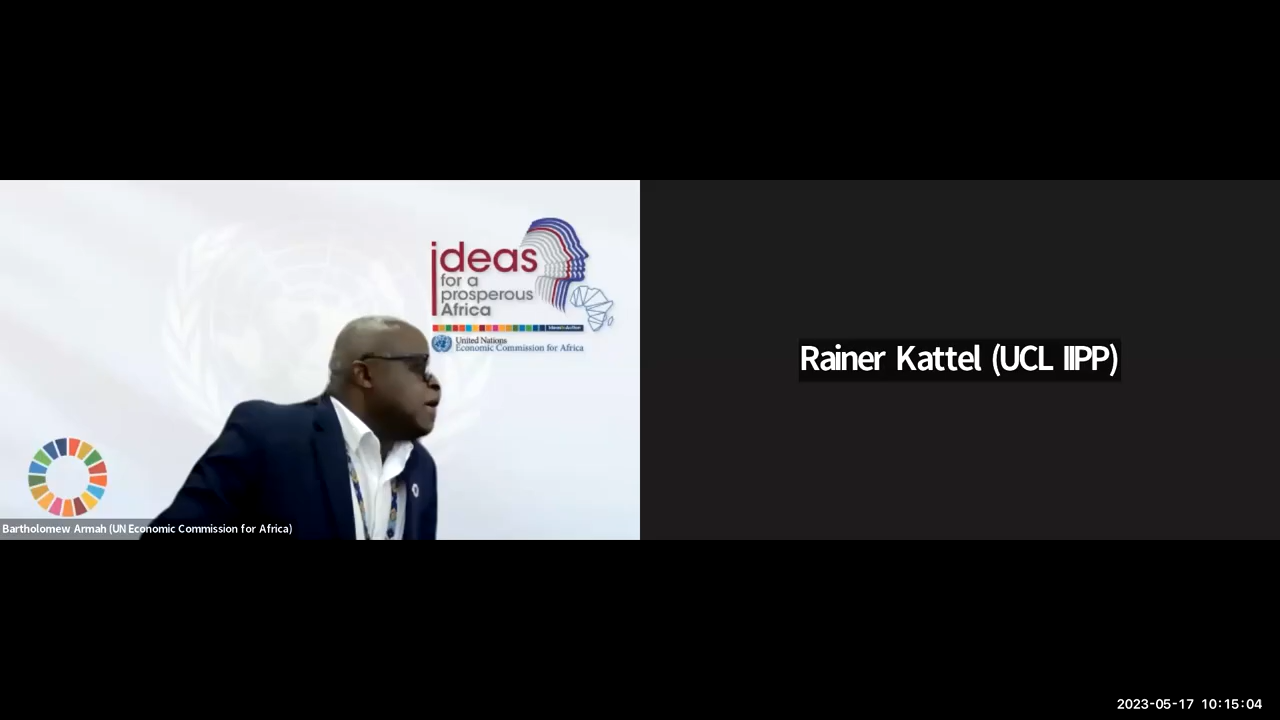 ideas
for a
prosperous
Africa
United Nations
Economic Commission for Africa
Bartholomew Armah (UN Economic Commission for Africa)
Rainer Kattel (UCL IIPP)
2023-05-17 10:15:04